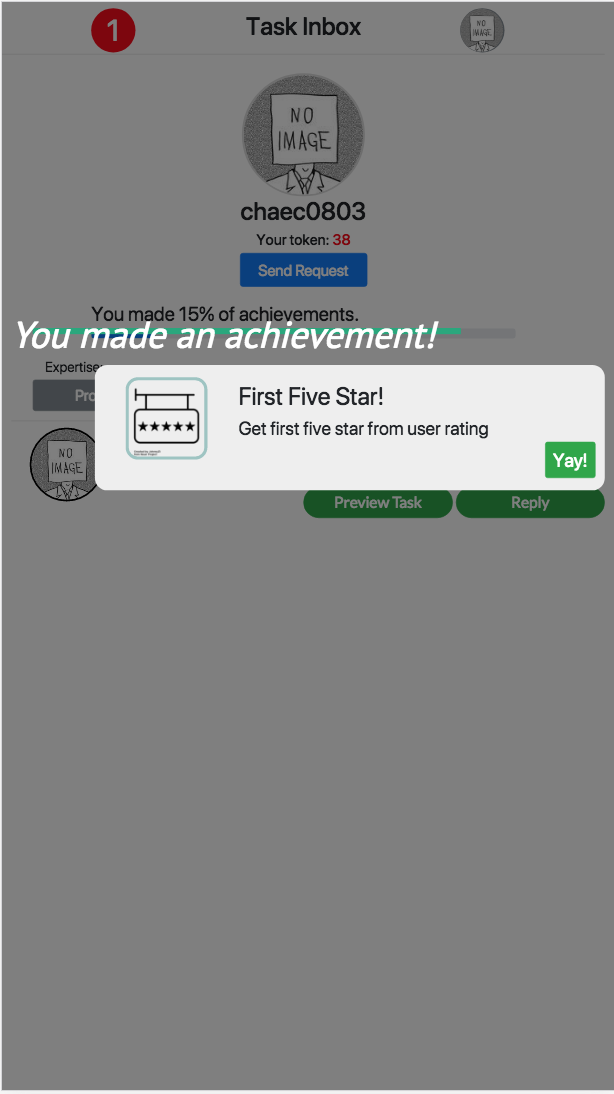 1
Task Inbox
NO
IMAGE
NO
IMAGE
chaec0803
Your token: 38
Send Request
You made 15% of achievements.
You made an achievement!
First Five Star!
★★★★★
Get first five star from user rating
Yay!
NO
IMAGE
Preview Task
Reply